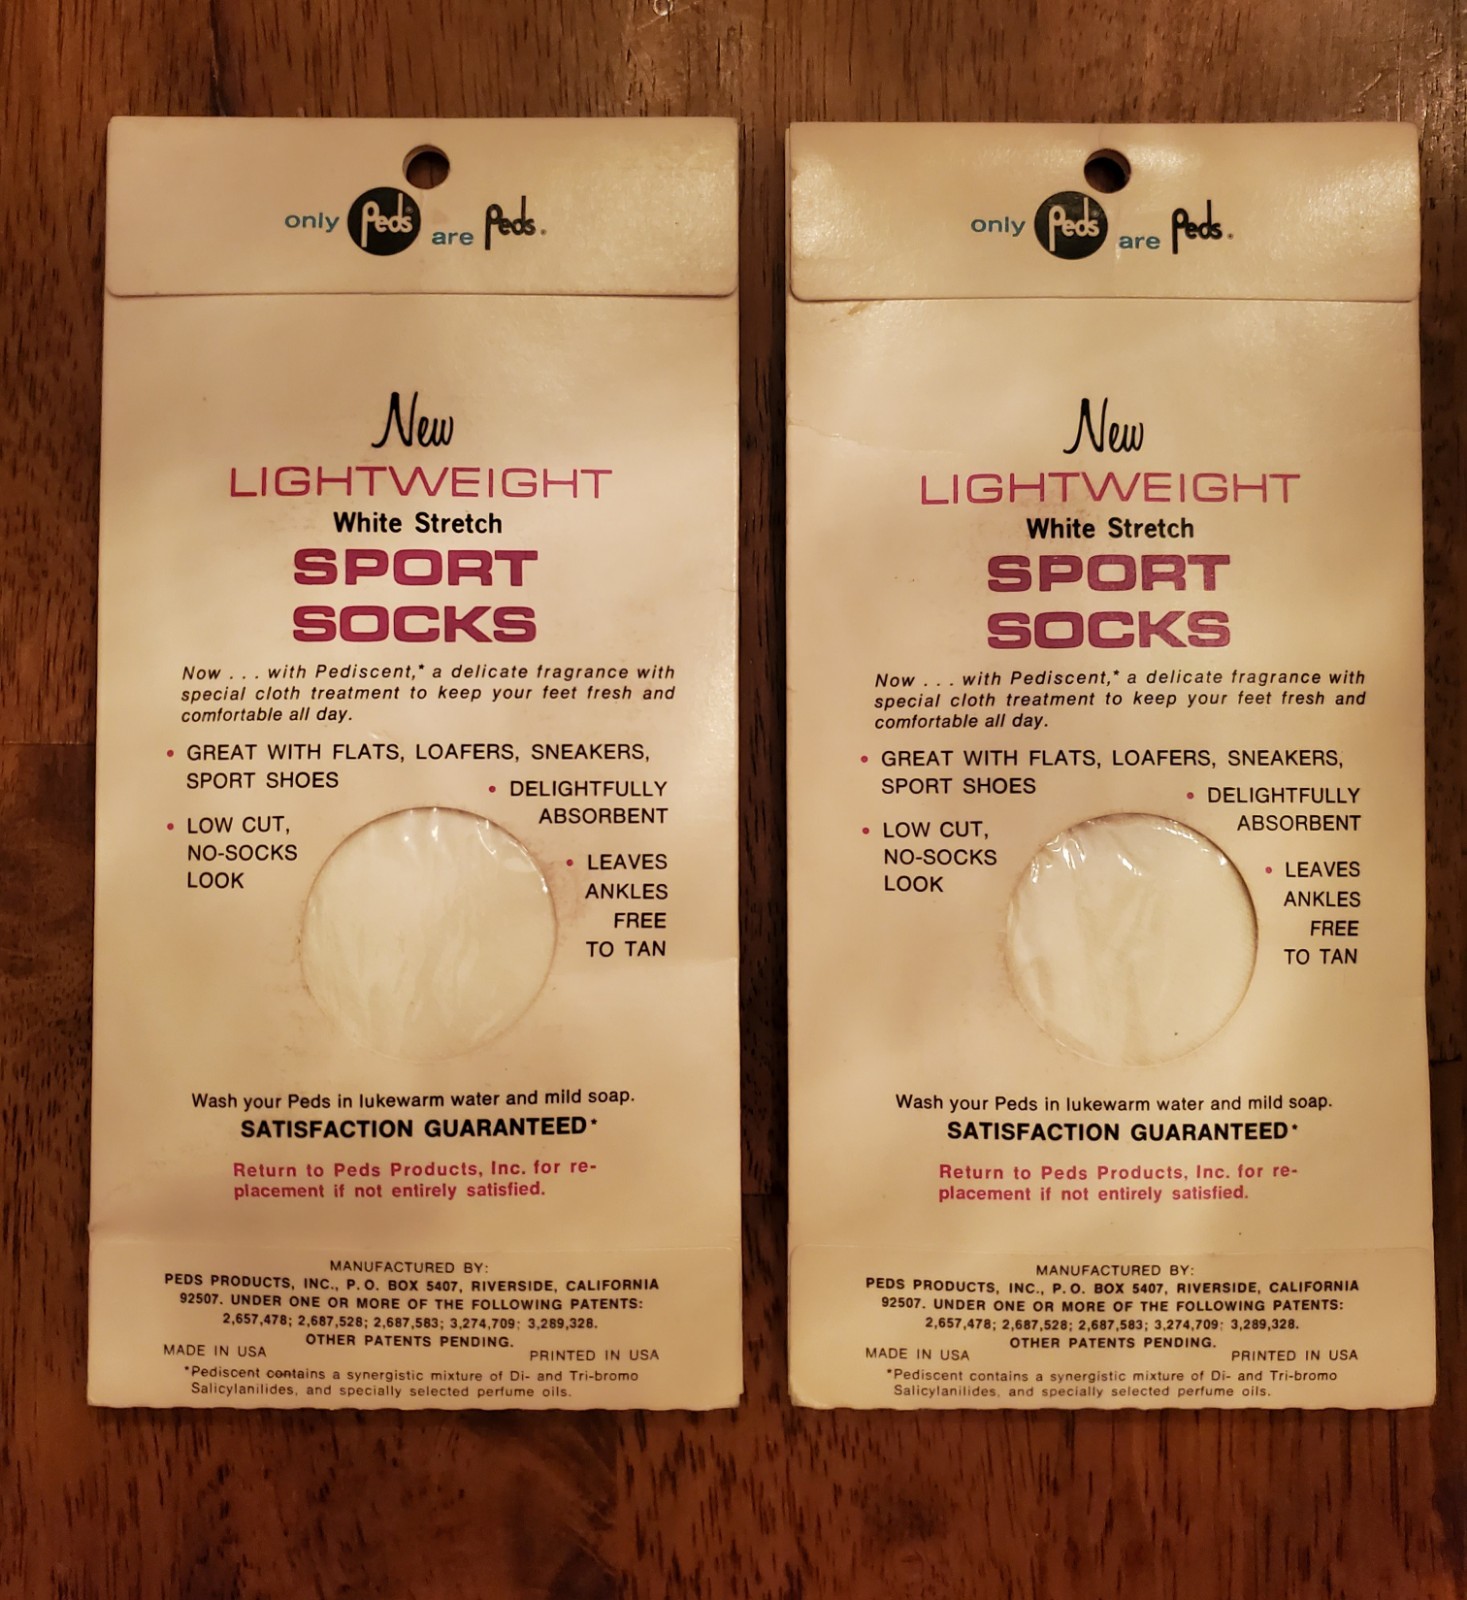 only Peds® are Peds®
New
LIGHTWEIGHT
White Stretch
SPORT
SOCKS
Now . . . with Pediscent,* a delicate fragrance with
special cloth treatment to keep your feet fresh and
comfortable all day.
• GREAT WITH FLATS, LOAFERS, SNEAKERS,
SPORT SHOES
• DELIGHTFULLY
ABSORBENT
• LOW CUT,
NO-SOCKS
LOOK
• LEAVES
ANKLES
FREE
TO TAN
Wash your Peds in lukewarm water and mild soap.
SATISFACTION GUARANTEED*
Return to Peds Products, Inc. for re-
placement if not entirely satisfied.
MANUFACTURED BY:
PEDS PRODUCTS, INC., P. O. BOX 5407, RIVERSIDE, CALIFORNIA
92507. UNDER ONE OR MORE OF THE FOLLOWING PATENTS:
2,657,478; 2,687,528; 2,687,583; 3,274,709; 3,289,328.
OTHER PATENTS PENDING.
MADE IN USA
PRINTED IN USA
*Pediscent contains a synergistic mixture of Di- and Tri-bromo
Salicylanilides, and specially selected perfume oils.
only Peds® are Peds®
New
LIGHTWEIGHT
White Stretch
SPORT
SOCKS
Now . . . with Pediscent,* a delicate fragrance with
special cloth treatment to keep your feet fresh and
comfortable all day.
• GREAT WITH FLATS, LOAFERS, SNEAKERS,
SPORT SHOES
• DELIGHTFULLY
ABSORBENT
• LOW CUT,
NO-SOCKS
LOOK
• LEAVES
ANKLES
FREE
TO TAN
Wash your Peds in lukewarm water and mild soap.
SATISFACTION GUARANTEED*
Return to Peds Products, Inc. for re-
placement if not entirely satisfied.
MANUFACTURED BY:
PEDS PRODUCTS, INC., P. O. BOX 5407, RIVERSIDE, CALIFORNIA
92507. UNDER ONE OR MORE OF THE FOLLOWING PATENTS:
2,657,478; 2,687,528; 2,687,583; 3,274,709; 3,289,328.
OTHER PATENTS PENDING.
MADE IN USA
PRINTED IN USA
*Pediscent contains a synergistic mixture of Di- and Tri-bromo
Salicylanilides, and specially selected perfume oils.